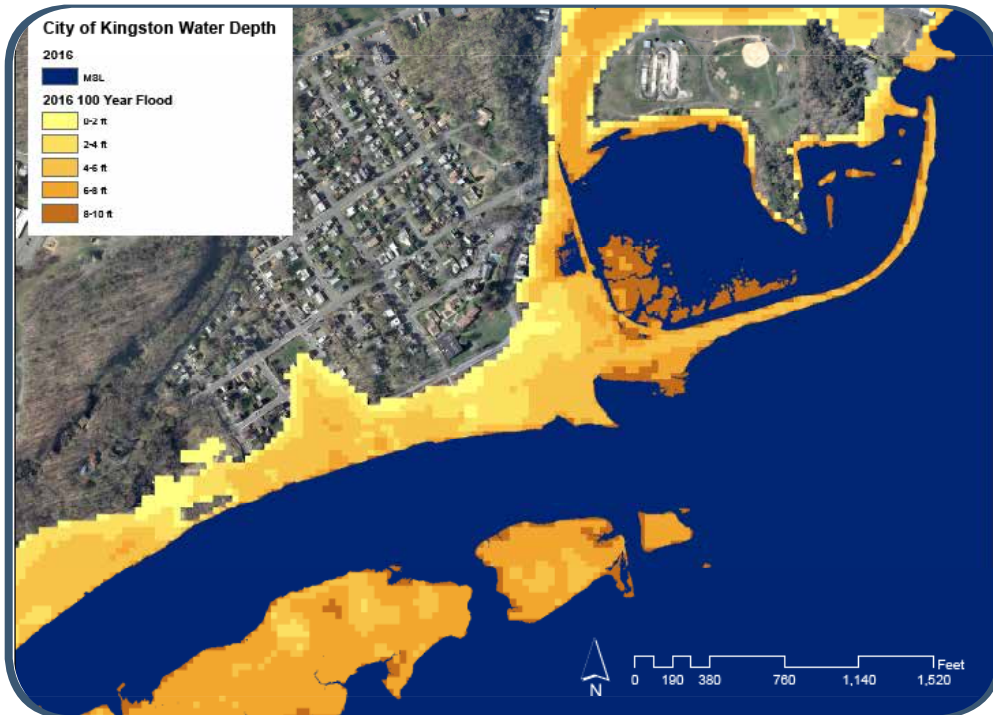 City of Kingston Water Depth
2016
MSL
2016 100 Year Flood
0-2 ft
2-4 ft
4-6 ft
6-8 ft
8-10 ft
N
0 190 380 760 1,140 1,520
Feet